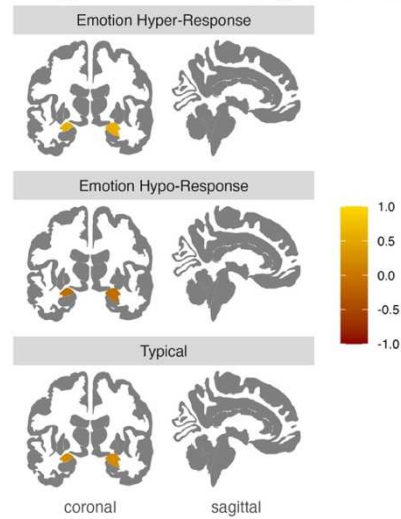 Emotion Hyper-Response
Emotion Hypo-Response
1.0
0.5
0.0
-0.5
-1.0
Typical
coronal sagittal